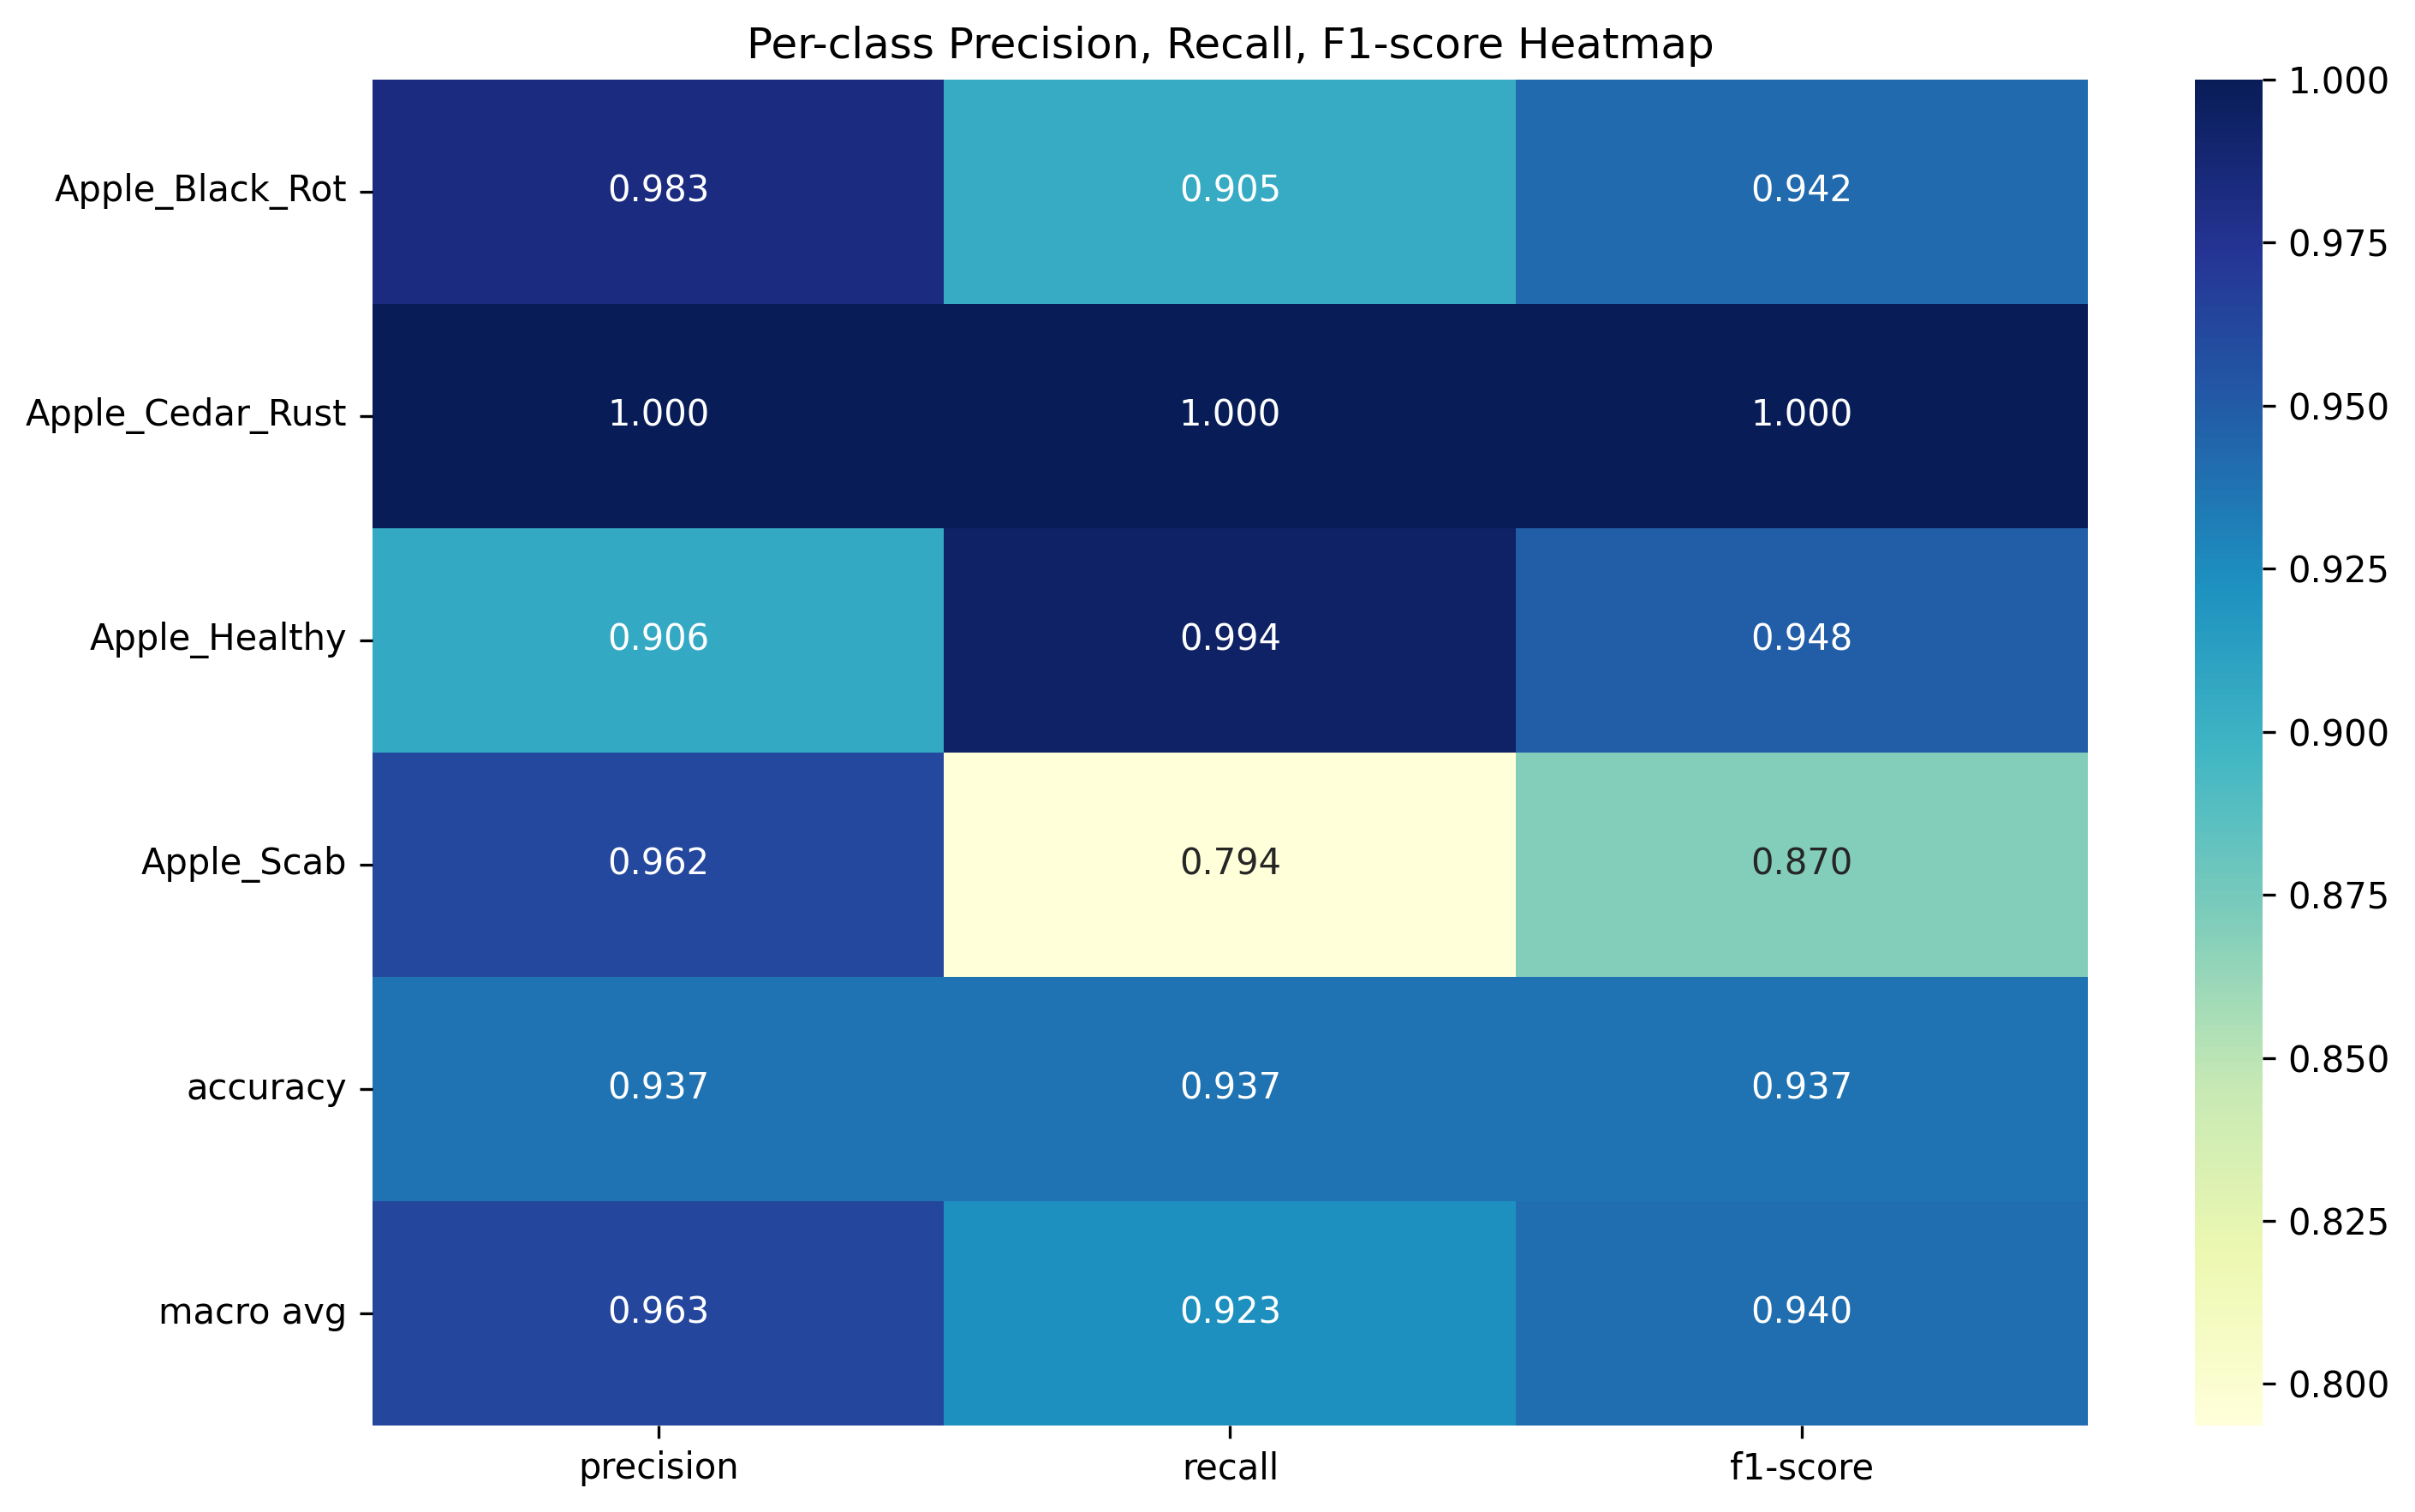 Per-class Precision, Recall, F1-score Heatmap
Apple_Black_Rot 0.983 0.905 0.942
Apple_Cedar_Rust 1.000 1.000 1.000
Apple_Healthy 0.906 0.994 0.948
Apple_Scab 0.962 0.794 0.870
accuracy 0.937 0.937 0.937
macro avg 0.963 0.923 0.940
precision recall f1-score
1.000
0.975
0.950
0.925
0.900
0.875
0.850
0.825
0.800